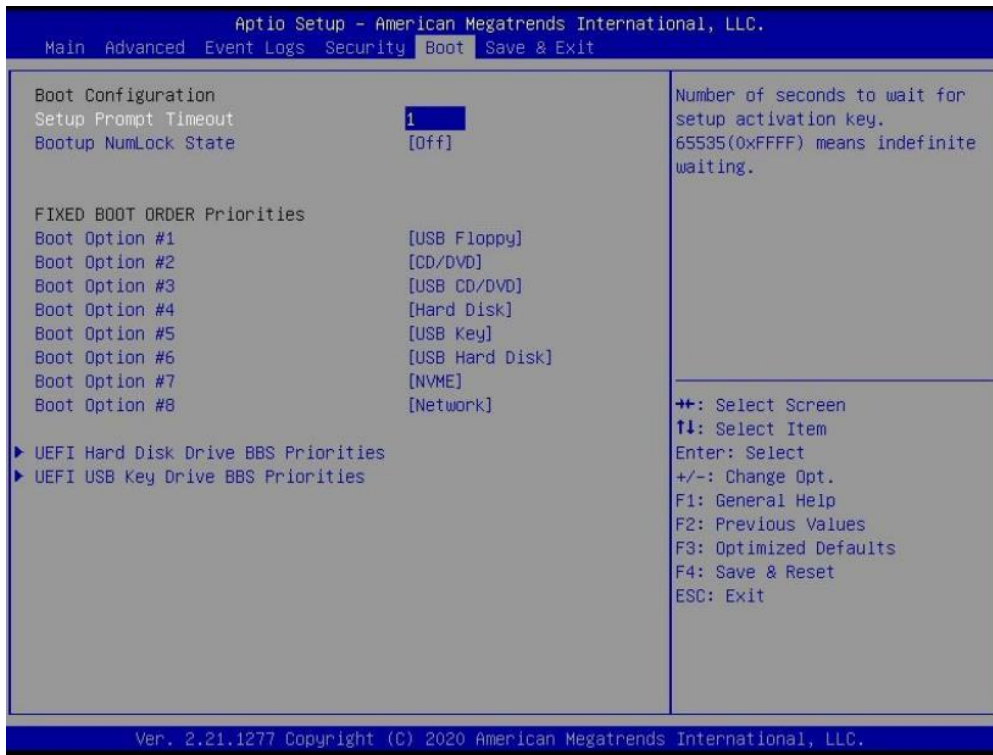 Aptio Setup – American Megatrends International, LLC.
Main Advanced Event Logs Security Boot Save & Exit
Boot Configuration
Setup Prompt Timeout 1
Bootup NumLock State [Off]
FIXED BOOT ORDER Priorities
Boot Option #1 [USB Floppy]
Boot Option #2 [CD/DVD]
Boot Option #3 [USB CD/DVD]
Boot Option #4 [Hard Disk]
Boot Option #5 [USB Key]
Boot Option #6 [USB Hard Disk]
Boot Option #7 [NVME]
Boot Option #8 [Network]
▶ UEFI Hard Disk Drive BBS Priorities
▶ UEFI USB Key Drive BBS Priorities
Number of seconds to wait for
setup activation key.
65535(0xFFFF) means indefinite
waiting.
→←: Select Screen
↑↓: Select Item
Enter: Select
+/-: Change Opt.
F1: General Help
F2: Previous Values
F3: Optimized Defaults
F4: Save & Reset
ESC: Exit
Ver. 2.21.1277 Copyright (C) 2020 American Megatrends International, LLC.